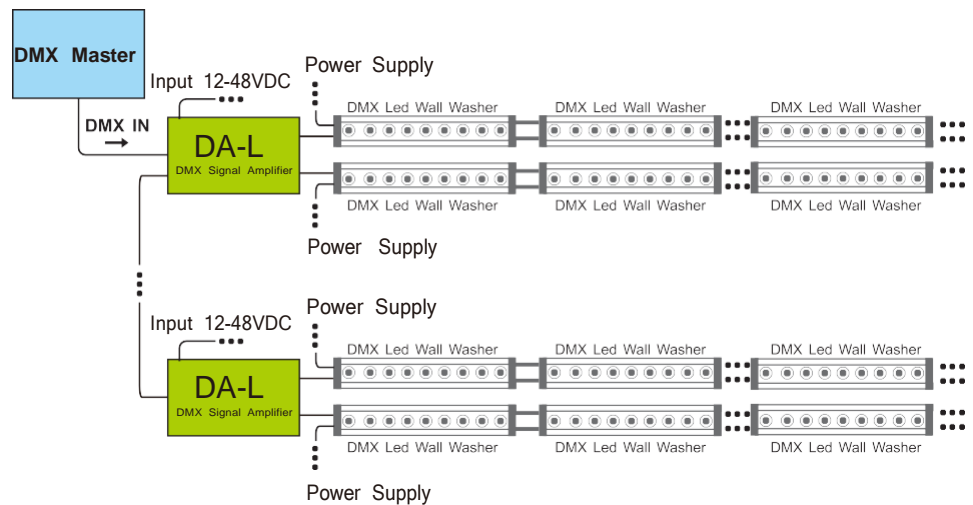 DMX Master
Power Supply
Input 12-48VDC
DMX Led Wall Washer
DMX Led Wall Washer
DMX Led Wall Washer
DMX IN
DA-L
DMX Signal Amplifier
DMX Led Wall Washer
DMX Led Wall Washer
DMX Led Wall Washer
Power Supply
Power Supply
Input 12-48VDC
DMX Led Wall Washer
DMX Led Wall Washer
DMX Led Wall Washer
DA-L
DMX Signal Amplifier
DMX Led Wall Washer
DMX Led Wall Washer
DMX Led Wall Washer
Power Supply